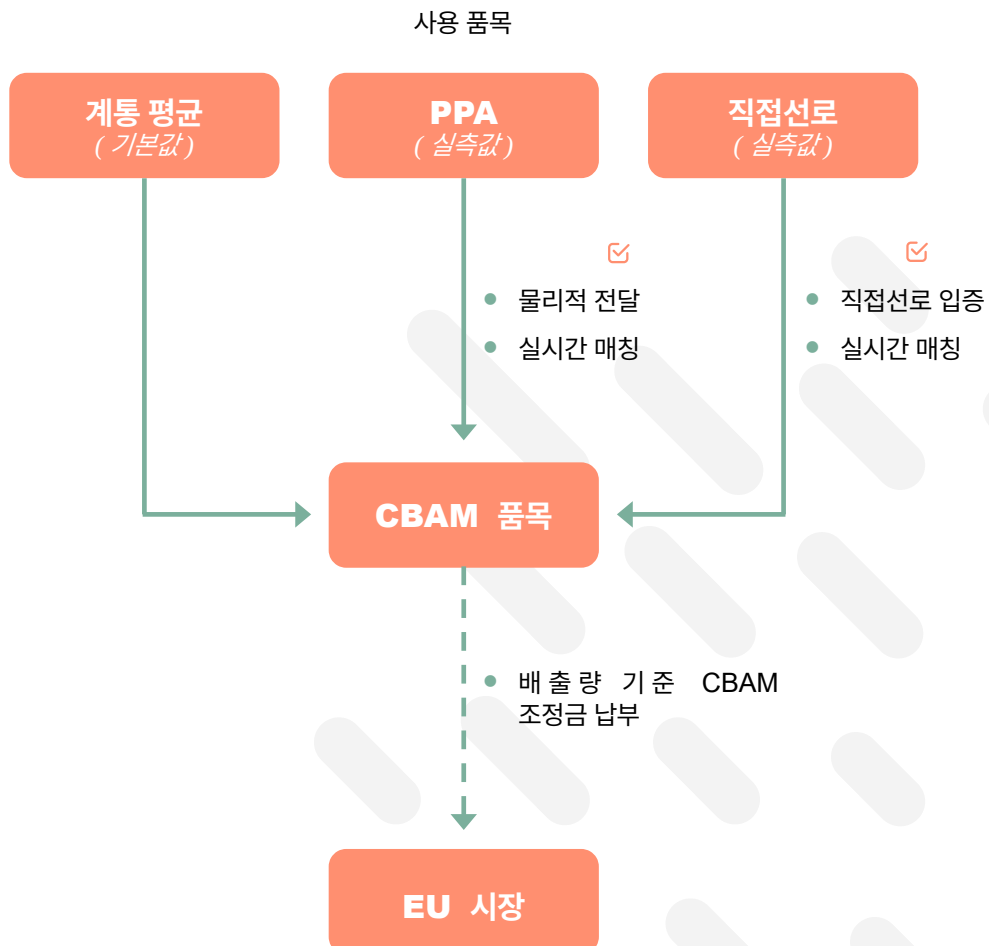 사용 품목
계통 평균
( 기본값 )
PPA
( 실측값 )
직접선로
( 실측값 )
물리적 전달
실시간 매칭
직접선로 입증
실시간 매칭
CBAM 품목
배출량 기준 CBAM
조정금 납부
EU 시장